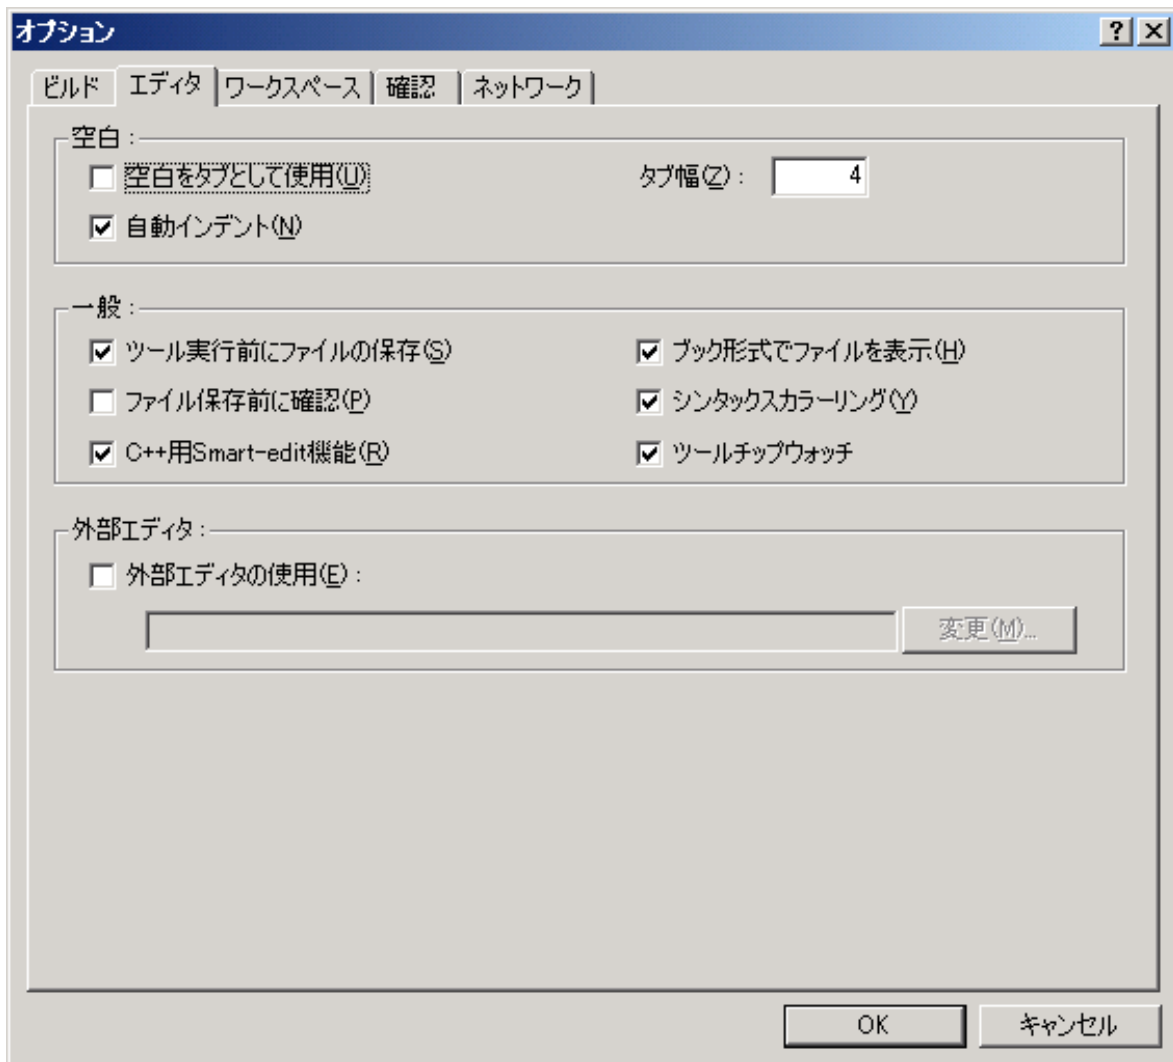 オプション
ビルド エディタ ワークスペース 確認 ネットワーク
空白 :
空白をタブとして使用(U) タブ幅(Z) : 4
自動インデント(N)
一般 :
ツール実行前にファイルの保存(S) ブック形式でファイルを表示(H)
ファイル保存前に確認(P) シンタックスカラーリング(Y)
C++用Smart-edit機能(R) ツールチップウォッチ
外部エディタ :
外部エディタの使用(E) :
変更(M)...
OK キャンセル